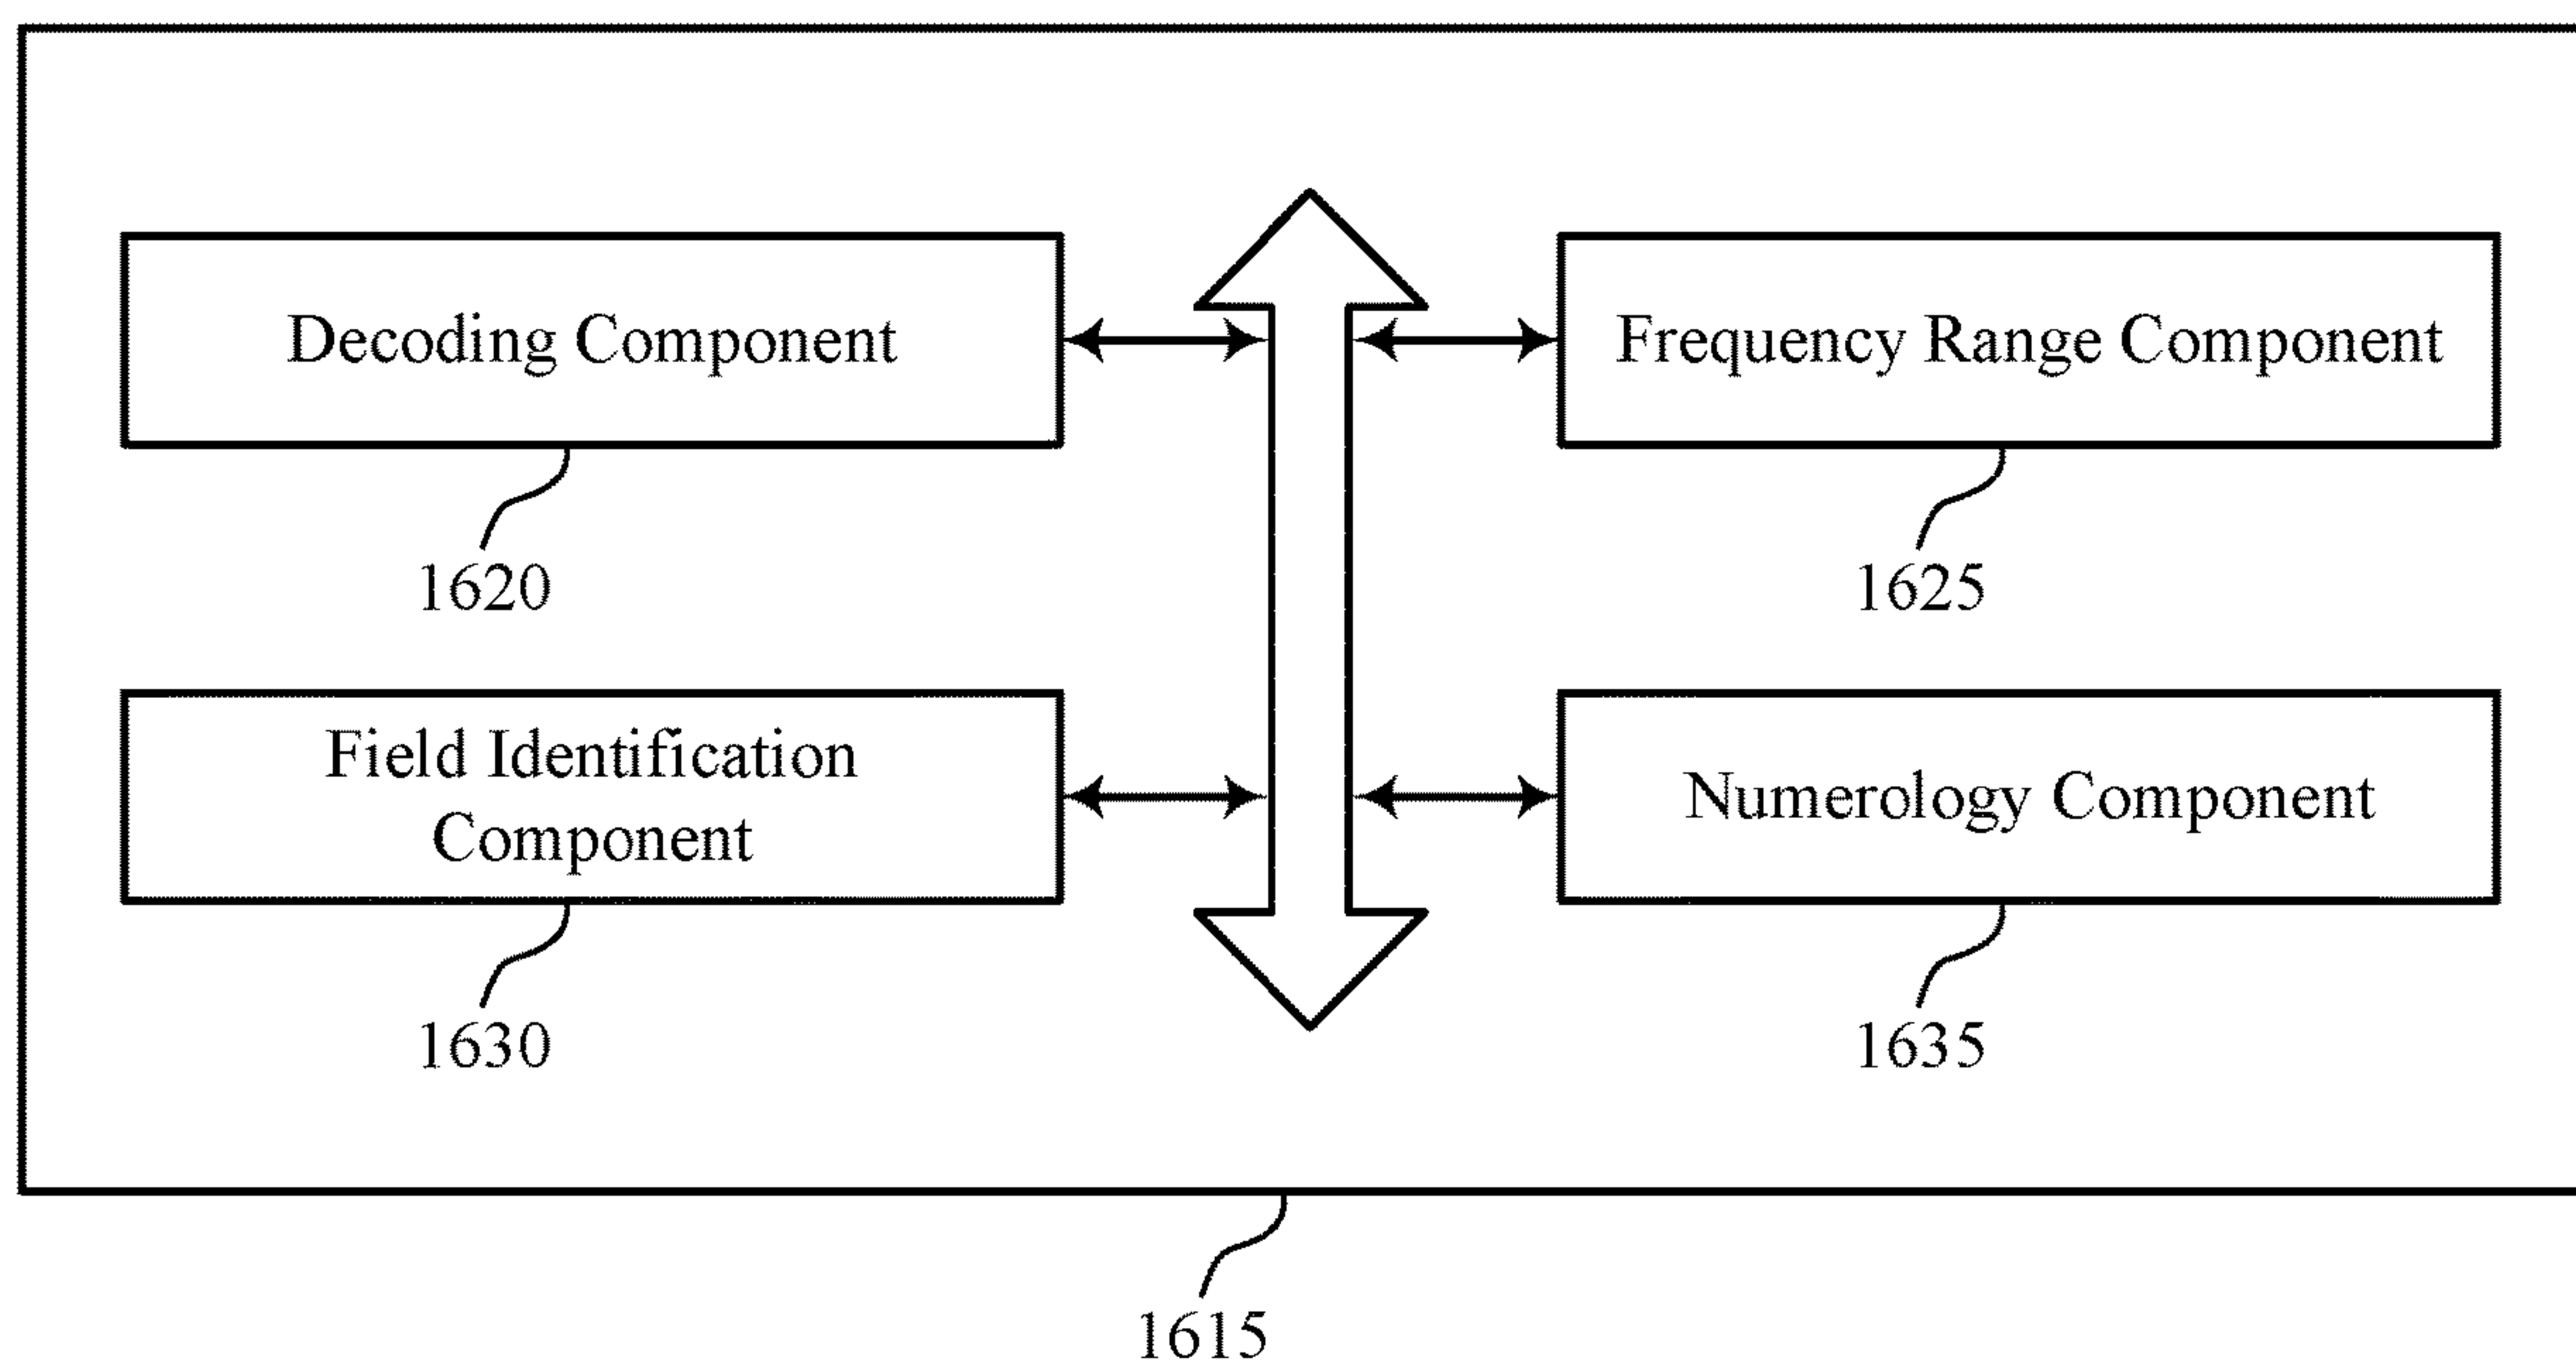 Decoding Component
Frequency Range Component
1620
1625
Field Identification
Component
Numerology Component
1630
1635
1615